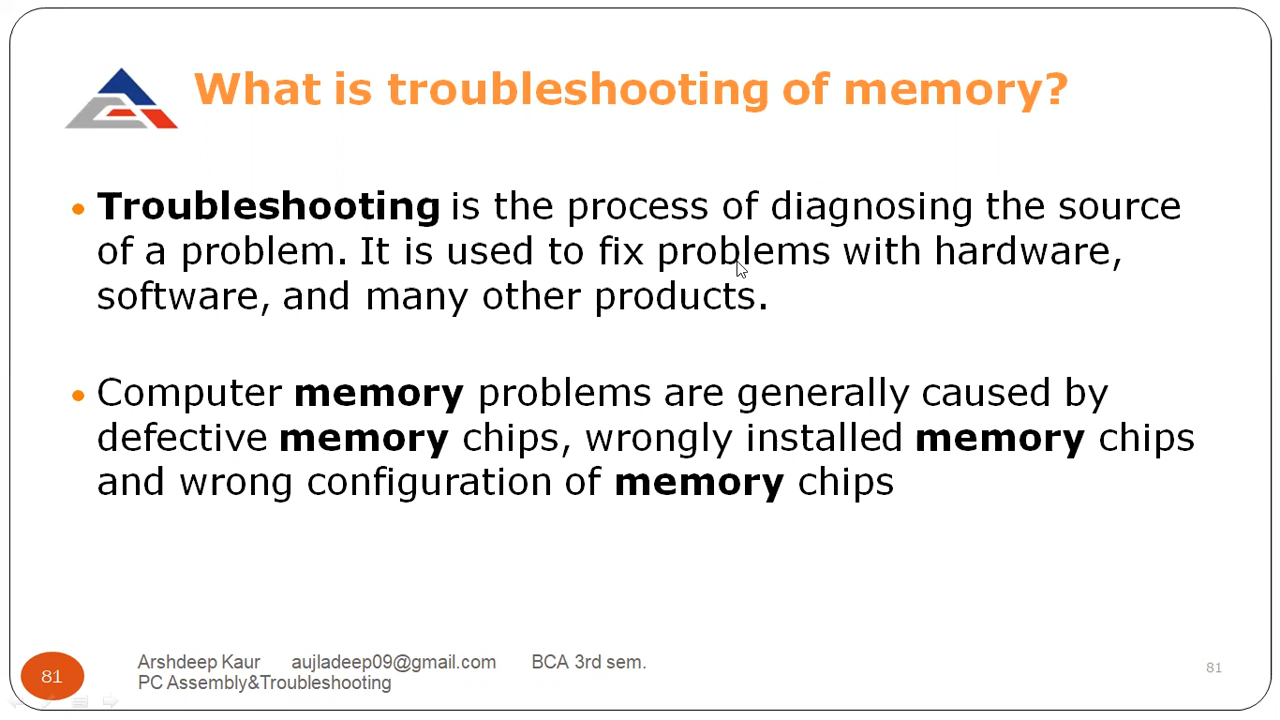 What is troubleshooting of memory?
• Troubleshooting is the process of diagnosing the source
of a problem. It is used to fix problems with hardware,
software, and many other products.
• Computer memory problems are generally caused by
defective memory chips, wrongly installed memory chips
and wrong configuration of memory chips
81
Arshdeep Kaur aujladeep09@gmail.com BCA 3rd sem.
PC Assembly&Troubleshooting
81